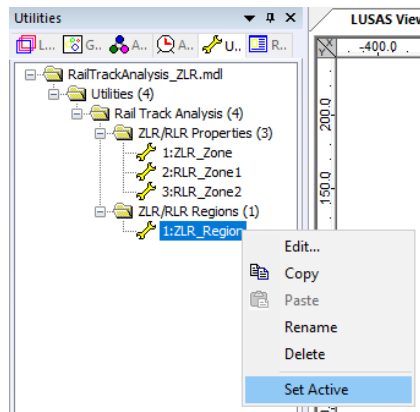 Utilities
L... G.. A.. A.. U.. R..
RailTrackAnalysis_ZLR.mdl
Utilities (4)
Rail Track Analysis (4)
ZLR/RLR Properties (3)
1:ZLR_Zone
2:RLR_Zone1
3:RLR_Zone2
ZLR/RLR Regions (1)
1:ZLR_Region
LUSAS View
X
Y
-400.0
200.0
150.0
Edit...
Copy
Paste
Rename
Delete
Set Active